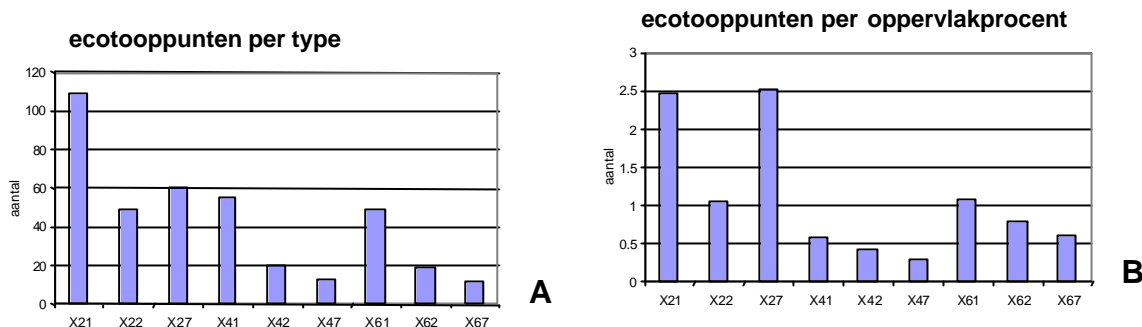 ecotooppunten per type
120
100
80
60
40
20
0
aantal
X21 X22 X27 X41 X42 X47 X61 X62 X67
A
ecotooppunten per oppervlakprocent
3
2.5
2
1.5
1
0.5
0
aantal
X21 X22 X27 X41 X42 X47 X61 X62 X67
B